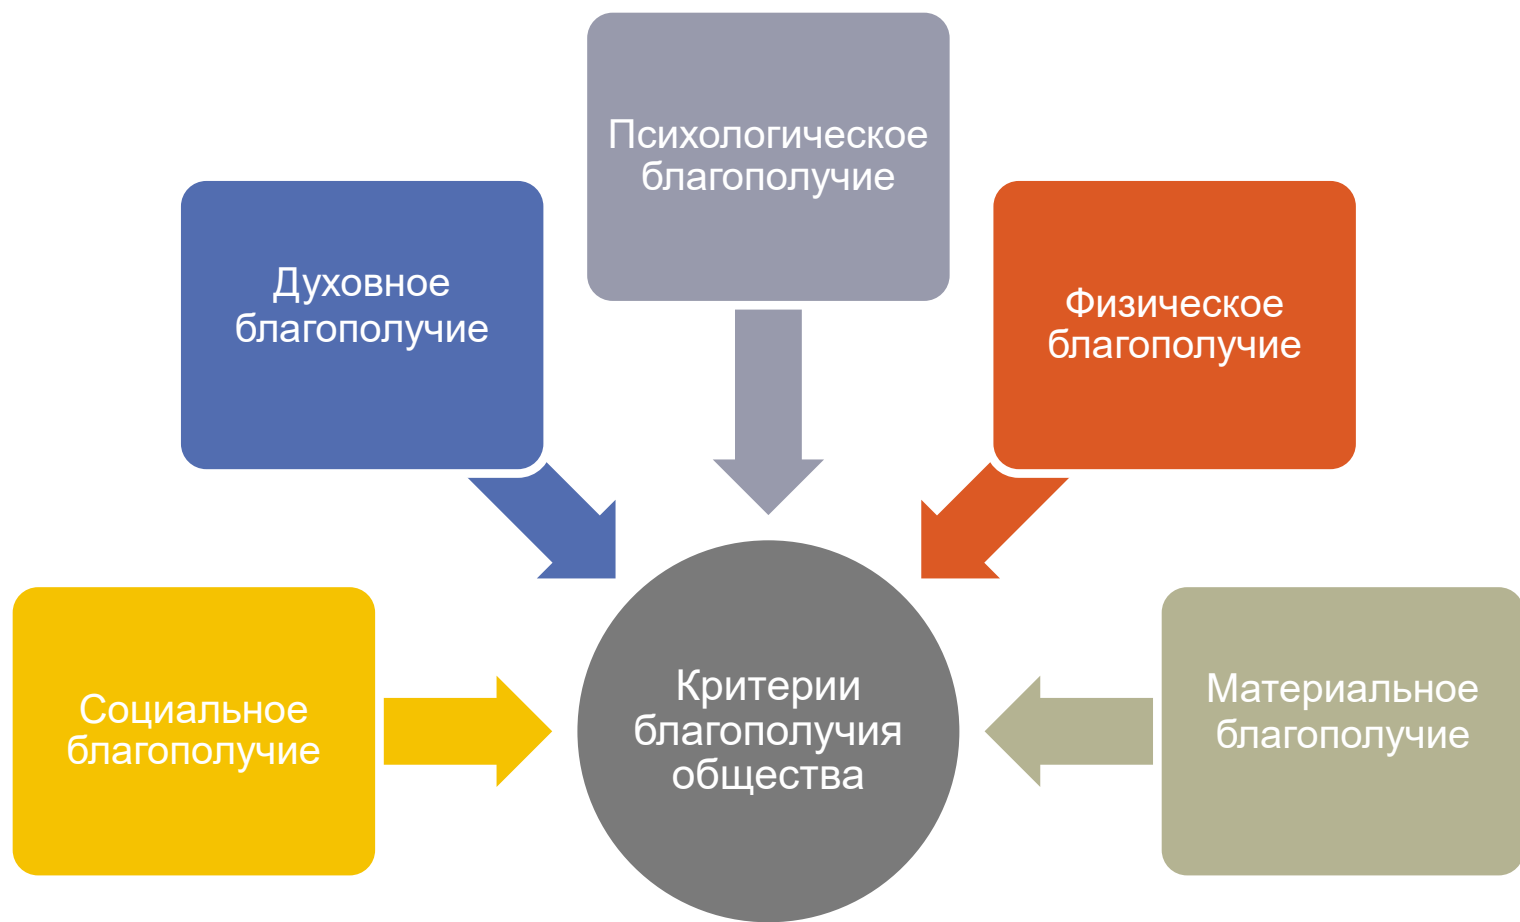 Психологическое
благополучие
Духовное
благополучие
Физическое
благополучие
Социальное
благополучие
Критерии
благополучия
общества
Материальное
благополучие